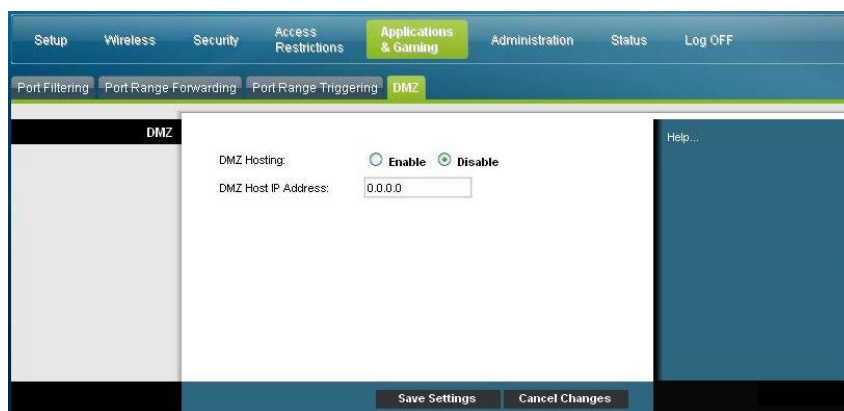 Setup Wireless Security Access Restrictions Applications & Gaming Administration Status Log OFF
Port Filtering Port Range Forwarding Port Range Triggering DMZ
DMZ
Help...
DMZ Hosting: Enable Disable
DMZ Host IP Address: 0.0.0.0
Save Settings Cancel Changes